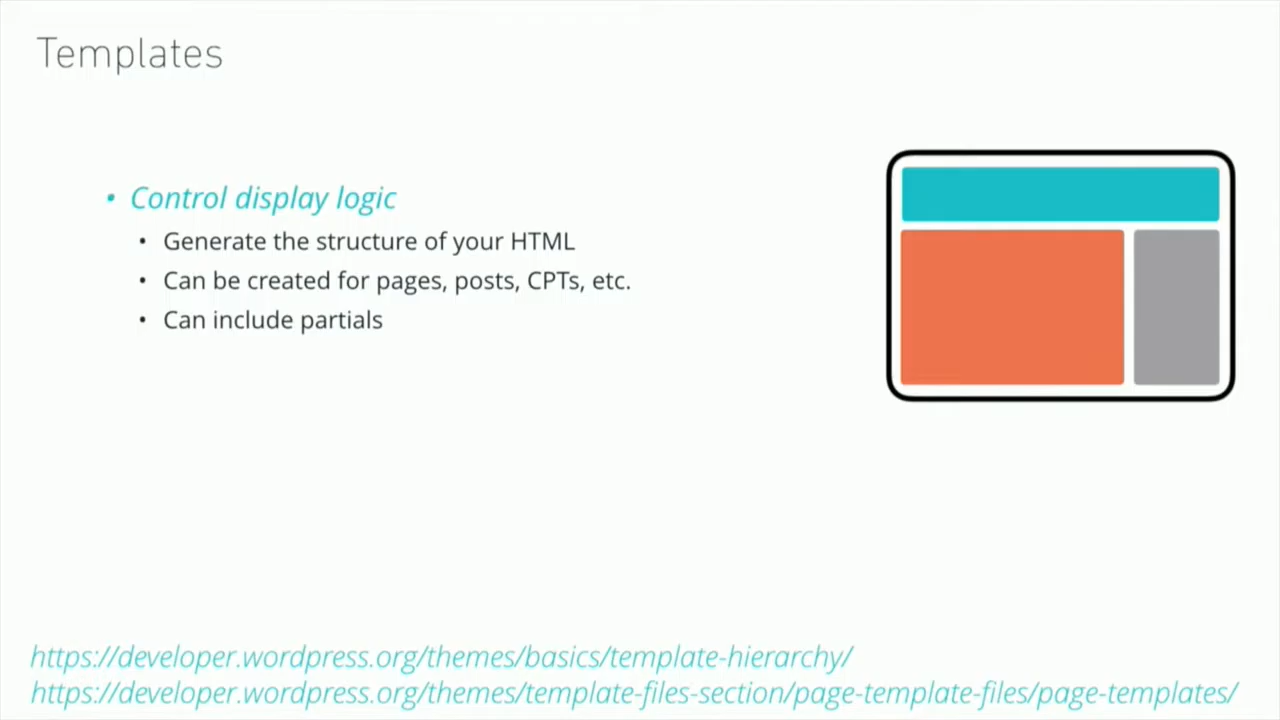 Templates
• Control display logic
• Generate the structure of your HTML
• Can be created for pages, posts, CPTs, etc.
• Can include partials
https://developer.wordpress.org/themes/basics/template-hierarchy/
https://developer.wordpress.org/themes/template-files-section/page-template-files/page-templates/